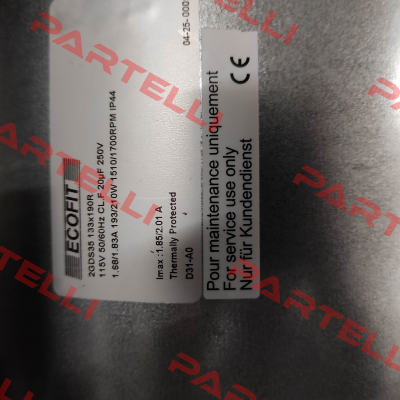 ECOFIT
2GDS35 133x190R
115V 50/60Hz CL.F 20µF 250V
1.68/1.83A 193/210W 1510/1700RPM IP44
Imax :1.85/2.01 A
Thermally Protected
D31-A0
04-25-000
Pour maintenance uniquement
For service use only
Nur für Kundendienst
CE
PARTELLI
PARTELLI
PARTELLI
PARTELLI
PARTELLI